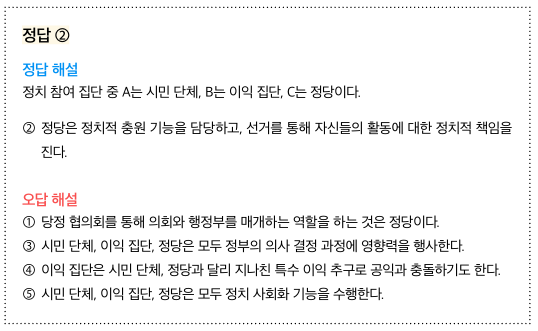 정답 ②
정답 해설
정치 참여 집단 중 A는 시민 단체, B는 이익 집단, C는 정당이다.
② 정당은 정치적 충원 기능을 담당하고, 선거를 통해 자신들의 활동에 대한 정치적 책임을
진다.
오답 해설
① 당정 협의회를 통해 의회와 행정부를 매개하는 역할을 하는 것은 정당이다.
③ 시민 단체, 이익 집단, 정당은 모두 정부의 의사 결정 과정에 영향력을 행사한다.
④ 이익 집단은 시민 단체, 정당과 달리 지나친 특수 이익 추구로 공익과 충돌하기도 한다.
⑤ 시민 단체, 이익 집단, 정당은 모두 정치 사회화 기능을 수행한다.